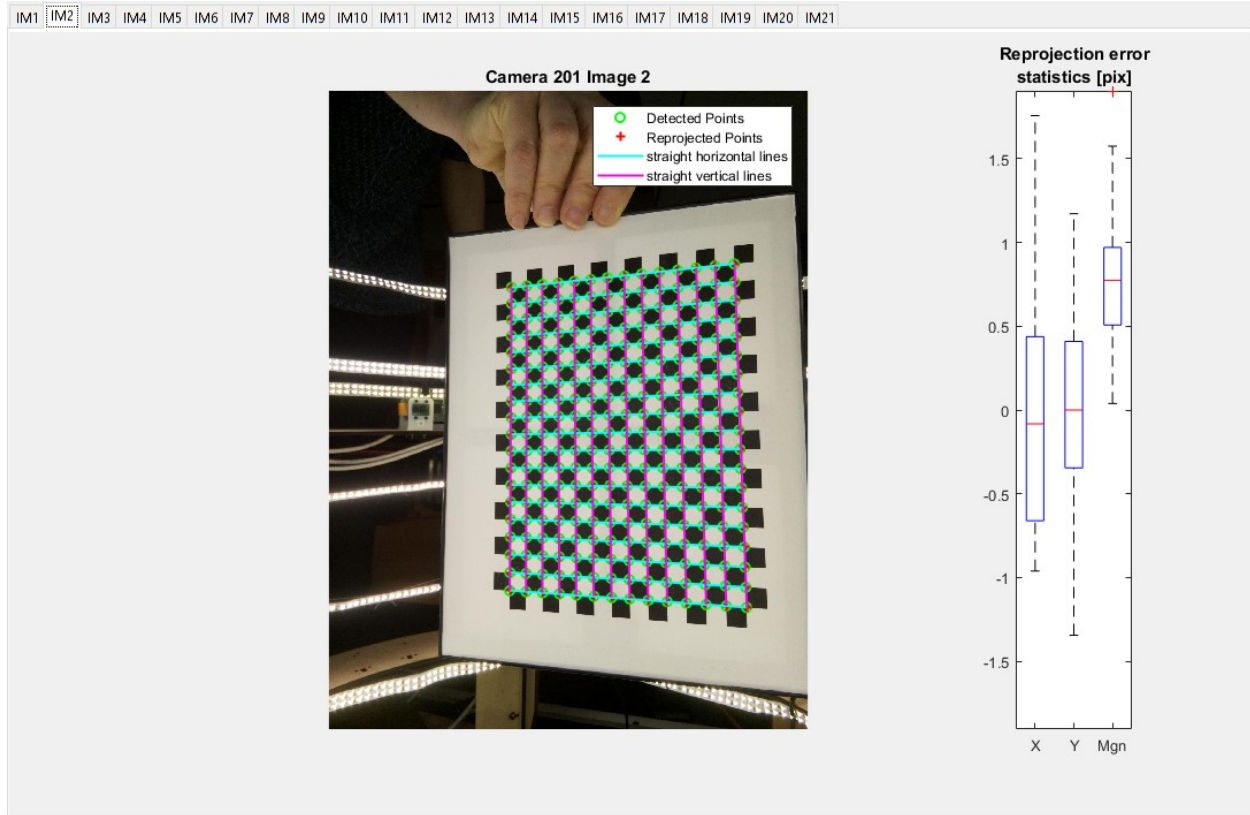 IM1 IM2 IM3 IM4 IM5 IM6 IM7 IM8 IM9 IM10 IM11 IM12 IM13 IM14 IM15 IM16 IM17 IM18 IM19 IM20 IM21
Camera 201 Image 2
Detected Points
Reprojected Points
straight horizontal lines
straight vertical lines
Reprojection error
statistics [pix]
1.5
1
0.5
0
-0.5
-1
-1.5
X Y Mgn